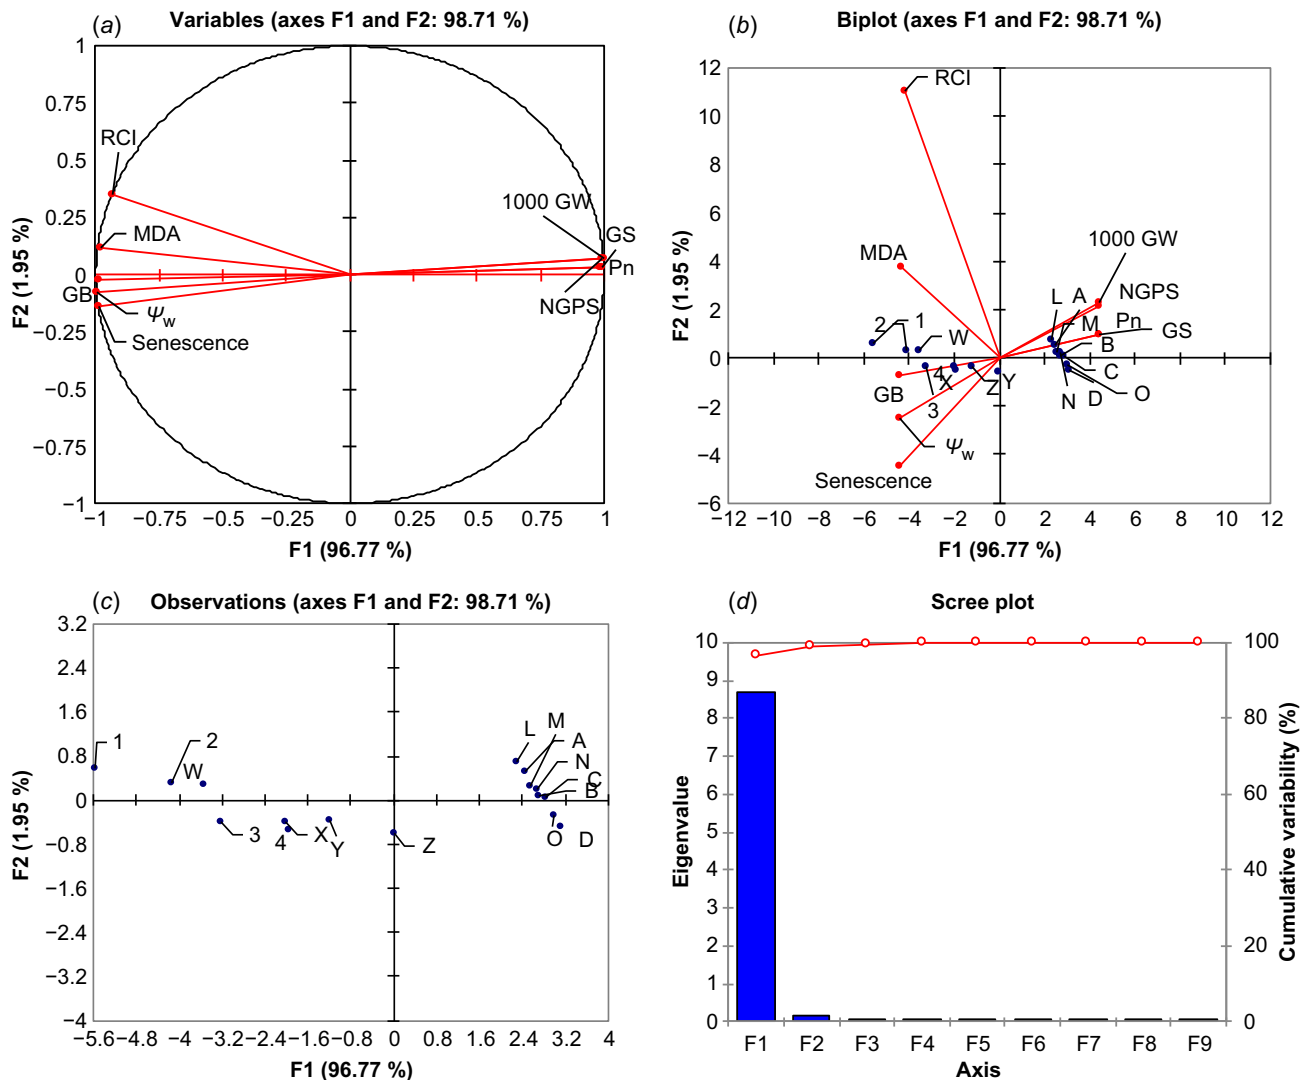 (a) Variables (axes F1 and F2: 98.71 %)
1
0.75
0.5
0.25
0
−0.25
−0.5
−0.75
−1
F2 (1.95 %)
RCI
MDA
GB
Ψw
Senescence
1000 GW
GS
Pn
NGPS
−1 −0.75 −0.5 −0.25 0 0.25 0.5 0.75 1
F1 (96.77 %)
(b) Biplot (axes F1 and F2: 98.71 %)
12
10
8
6
4
2
0
−2
−4
−6
F2 (1.95 %)
RCI
MDA
1000 GW
L A NGPS
2 1 W M Pn GS
B
4 X Z Y C
GB 3 N D O
Ψw
Senescence
−12 −10 −8 −6 −4 −2 0 2 4 6 8 10 12
F1 (96.77 %)
(c) Observations (axes F1 and F2: 98.71 %)
3.2
2.4
1.6
0.8
0
−0.8
−1.6
−2.4
−3.2
−4
F2 (1.95 %)
1 2 L M A
W N C
B
3 4 X Y Z O D
−5.6 −4.8 −4 −3.2 −2.4 −1.6 −0.8 0 0.8 1.6 2.4 3.2 4
F1 (96.77 %)
(d) Scree plot
10
9
8
7
6
5
4
3
2
1
0
Eigenvalue
100
80
60
40
20
0
Cumulative variability (%)
F1 F2 F3 F4 F5 F6 F7 F8 F9
Axis